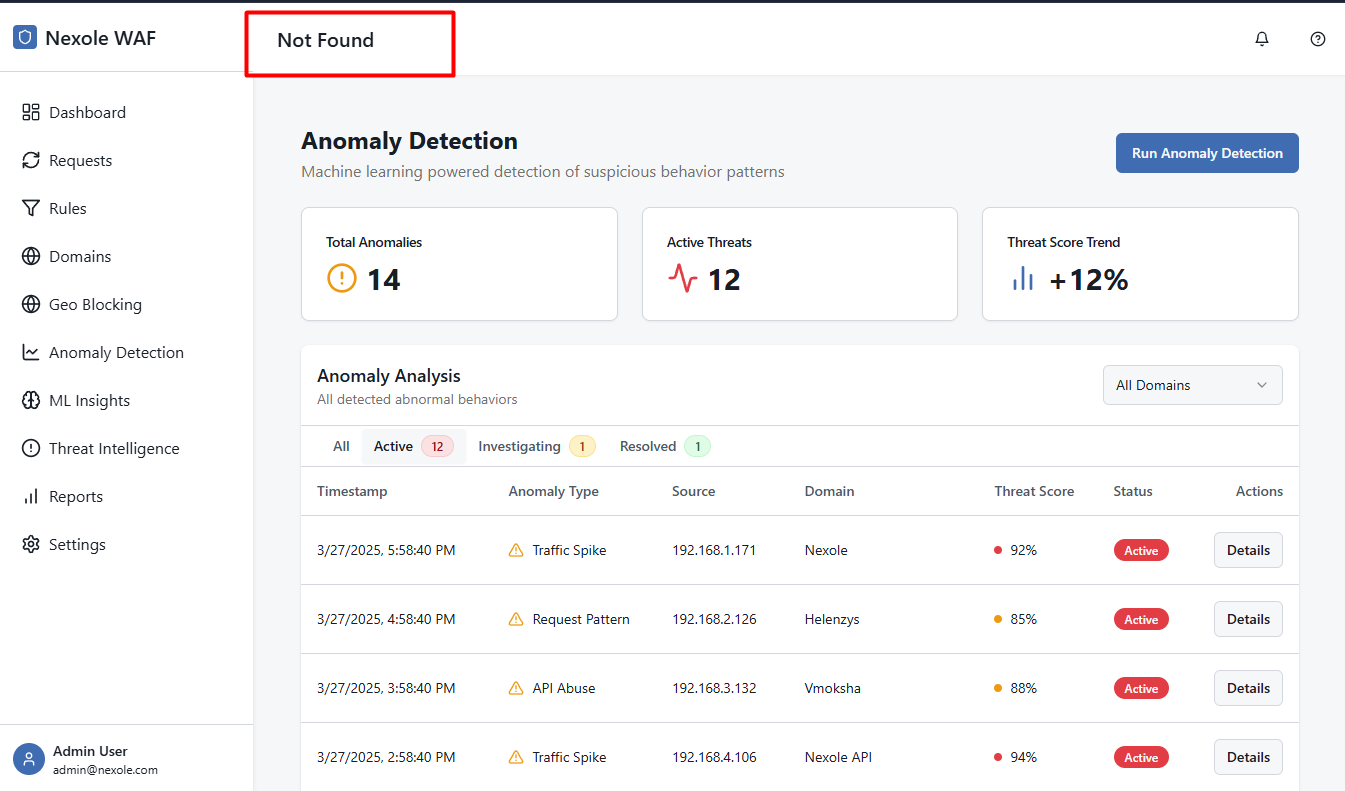 Nexole WAF
Not Found
Dashboard
Requests
Rules
Domains
Geo Blocking
Anomaly Detection
ML Insights
Threat Intelligence
Reports
Settings
Admin User
admin@nexole.com
Anomaly Detection
Machine learning powered detection of suspicious behavior patterns
Run Anomaly Detection
Total Anomalies
14
Active Threats
12
Threat Score Trend
+12%
Anomaly Analysis
All detected abnormal behaviors
All Domains
All Active 12 Investigating 1 Resolved 1
Timestamp Anomaly Type Source Domain Threat Score Status Actions
3/27/2025, 5:58:40 PM Traffic Spike 192.168.1.171 Nexole 92% Active Details
3/27/2025, 4:58:40 PM Request Pattern 192.168.2.126 Helenzys 85% Active Details
3/27/2025, 3:58:40 PM API Abuse 192.168.3.132 Vmoksha 88% Active Details
3/27/2025, 2:58:40 PM Traffic Spike 192.168.4.106 Nexole API 94% Active Details